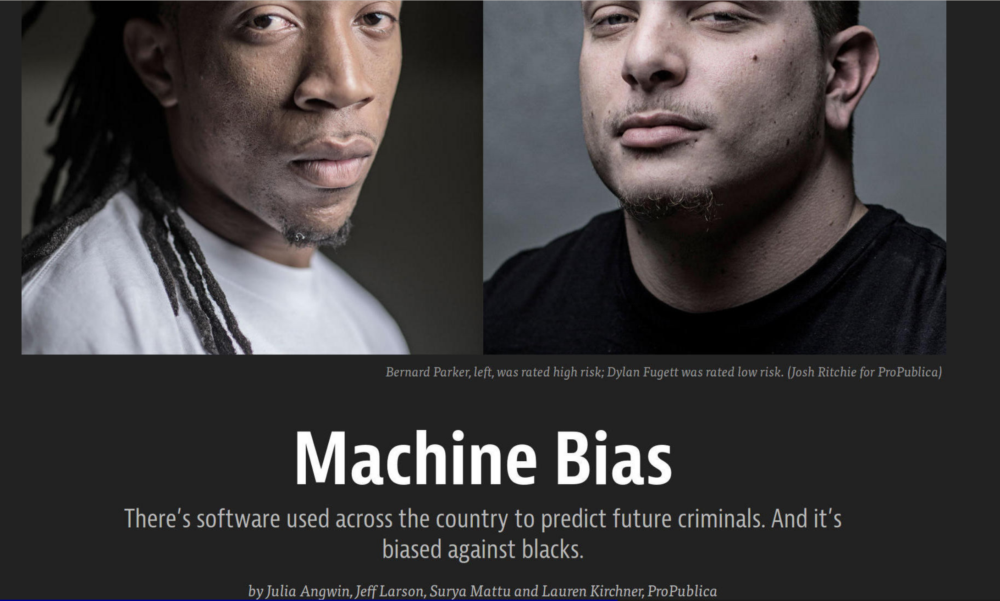 Bernard Parker, left, was rated high risk; Dylan Fugett was rated low risk. (Josh Ritchie for ProPublica)
Machine Bias
There’s software used across the country to predict future criminals. And it’s
biased against blacks.
by Julia Angwin, Jeff Larson, Surya Mattu and Lauren Kirchner, ProPublica